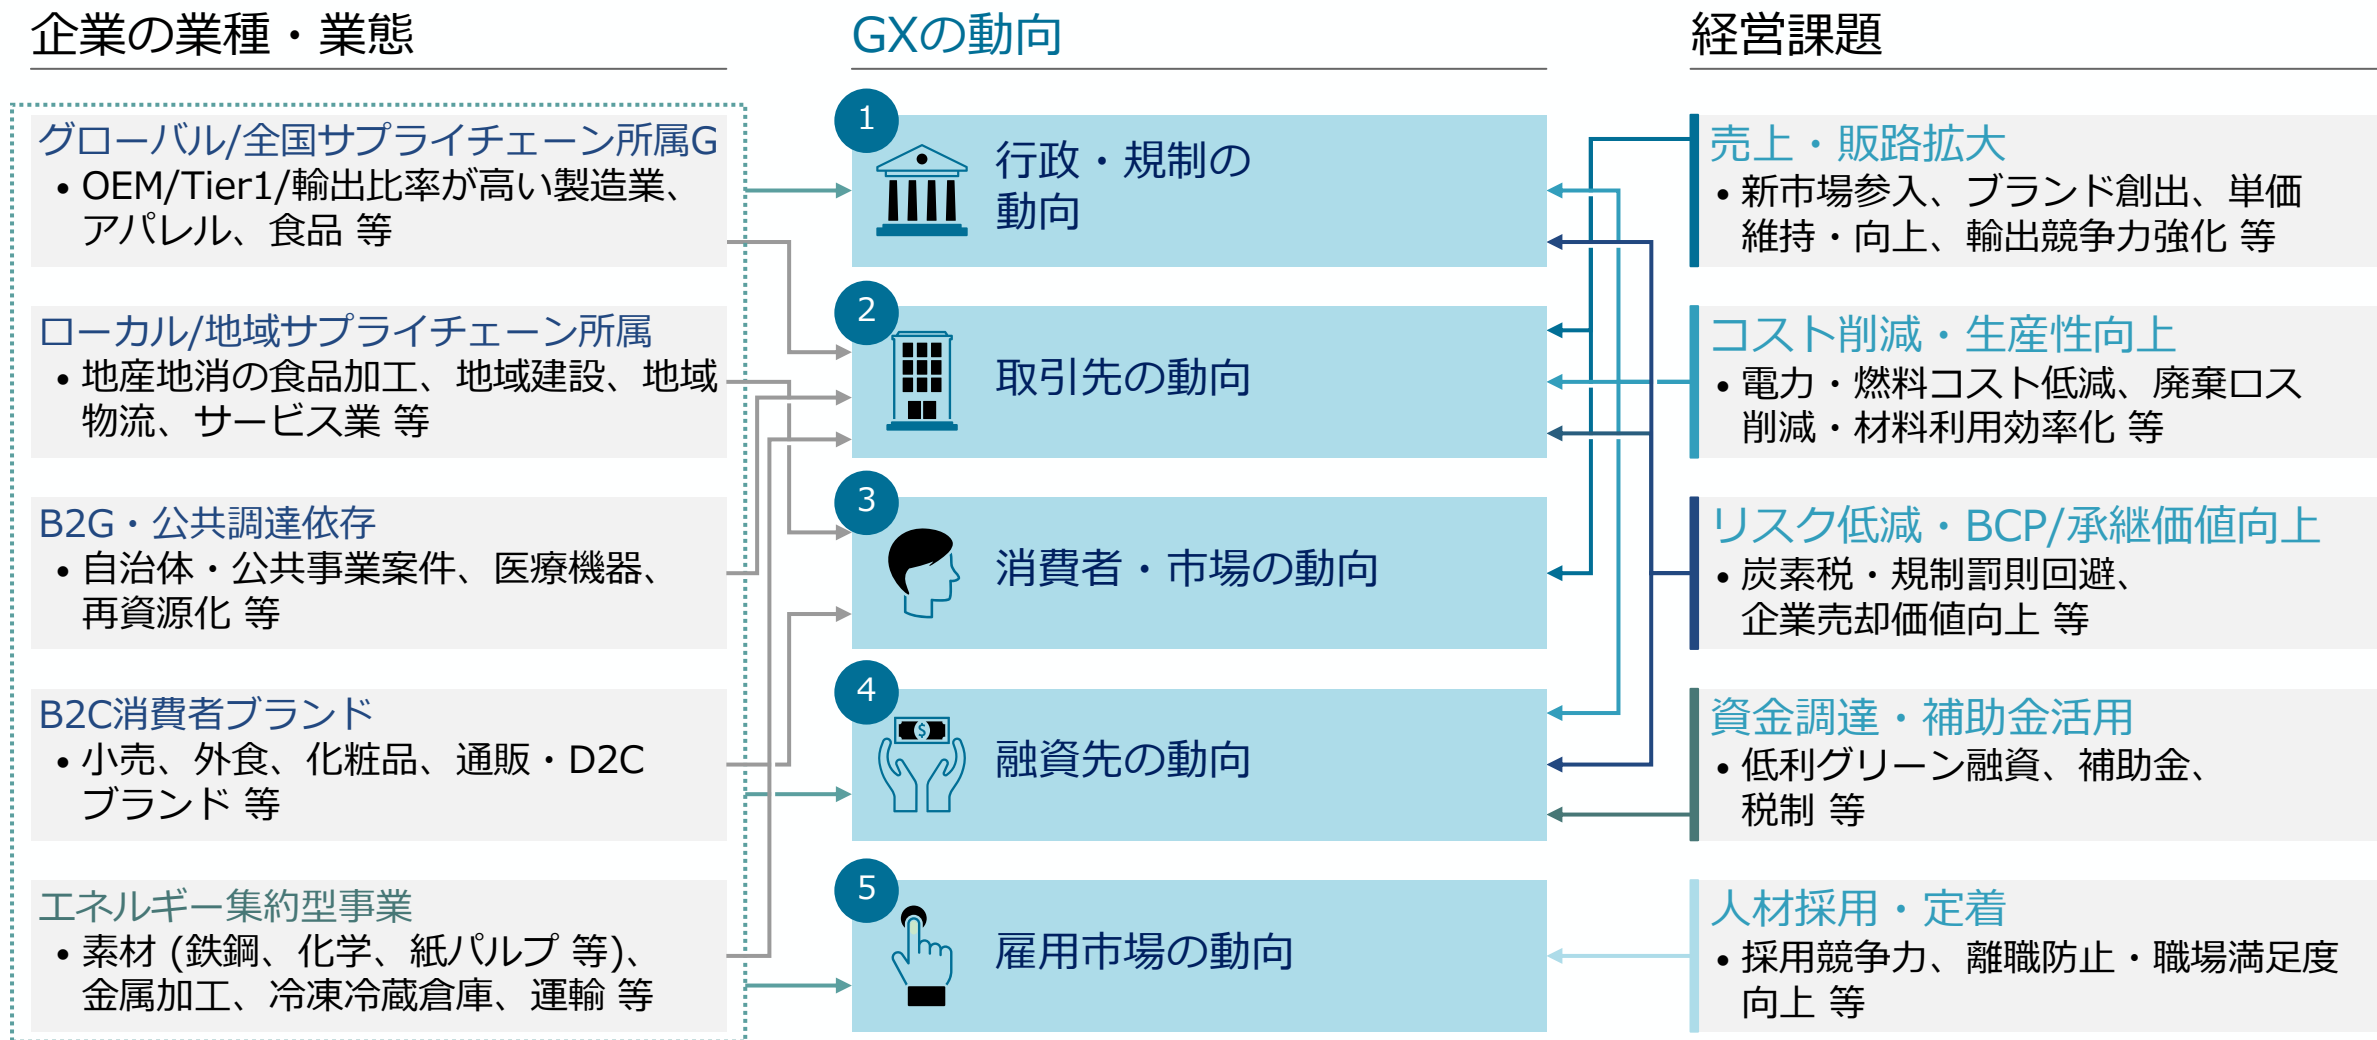 企業の業種・業態
グローバル/全国サプライチェーン所属G
• OEM/Tier1/輸出比率が高い製造業、
アパレル、食品 等
ローカル/地域サプライチェーン所属
• 地産地消の食品加工、地域建設、地域
物流、サービス業 等
B2G・公共調達依存
• 自治体・公共事業案件、医療機器、
再資源化 等
B2C消費者ブランド
• 小売、外食、化粧品、通販・D2C
ブランド 等
エネルギー集約型事業
• 素材 (鉄鋼、化学、紙パルプ 等)、
金属加工、冷凍冷蔵倉庫、運輸 等
GXの動向
1
行政・規制の
動向
2
取引先の動向
3
消費者・市場の動向
4
$
融資先の動向
5
雇用市場の動向
経営課題
売上・販路拡大
• 新市場参入、ブランド創出、単価
維持・向上、輸出競争力強化 等
コスト削減・生産性向上
• 電力・燃料コスト低減、廃棄ロス
削減・材料利用効率化 等
リスク低減・BCP/承継価値向上
• 炭素税・規制罰則回避、
企業売却価値向上 等
資金調達・補助金活用
• 低利グリーン融資、補助金、
税制 等
人材採用・定着
• 採用競争力、離職防止・職場満足度
向上 等